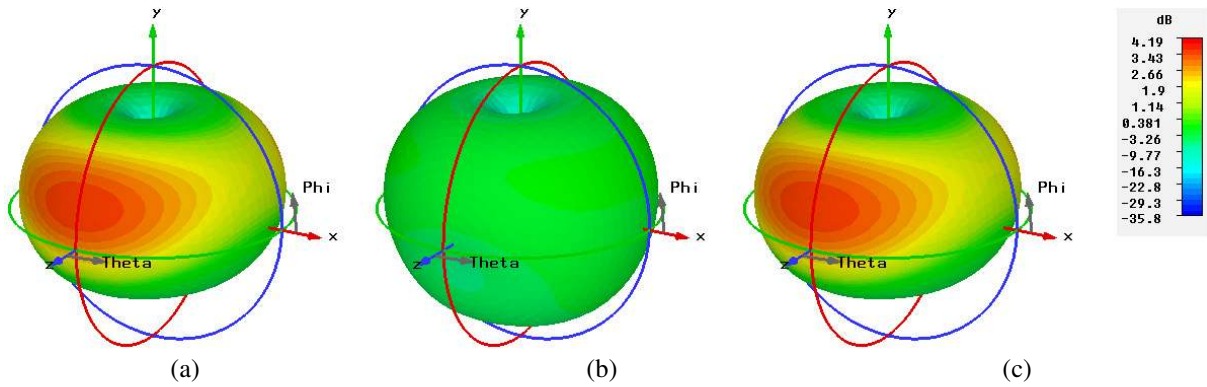 y
Phi
x
z
Theta
(a)
y
Phi
x
z
Theta
(b)
y
Phi
x
z
Theta
(c)
dB
4.19
3.43
2.66
1.9
1.14
0.381
-3.26
-9.77
-16.3
-22.8
-29.3
-35.8